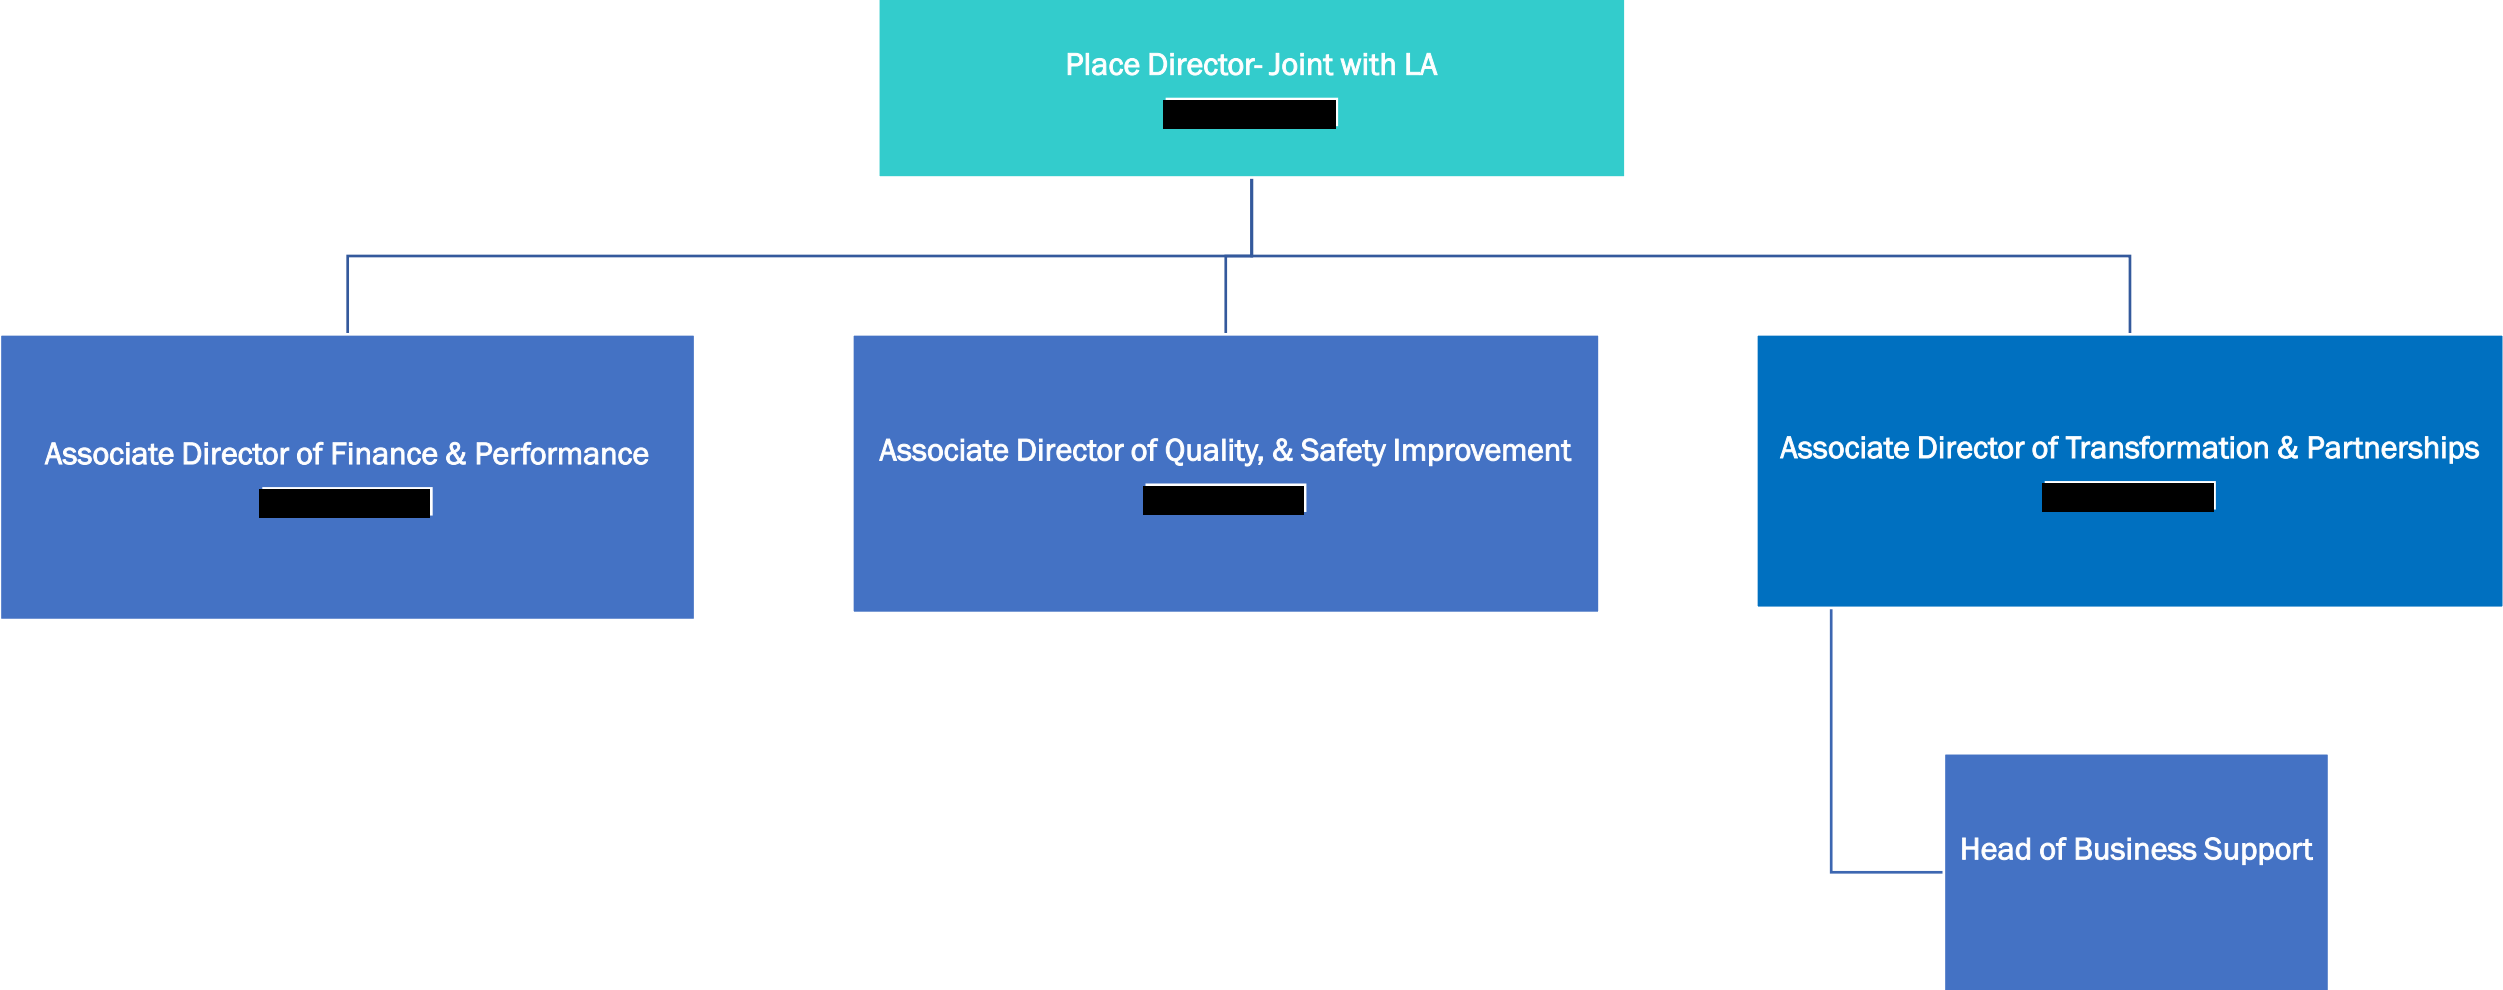 Place Director- Joint with LA
Associate Director of Finance & Performance
Associate Director of Quality, & Safety Improvement
Associate Director of Transformation & Partnerships
Head of Business Support